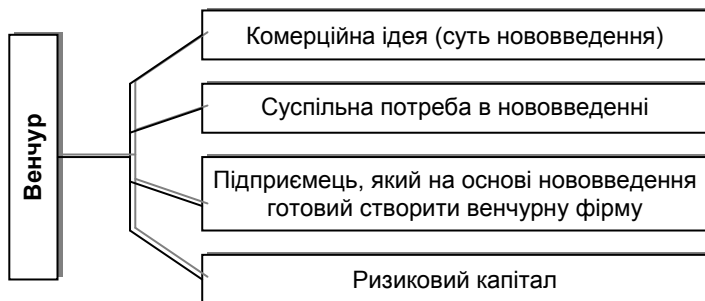 Венчур
Комерційна ідея (суть нововведення)
Суспільна потреба в нововведенні
Підприємець, який на основі нововведення
готовий створити венчурну фірму
Ризиковий капітал